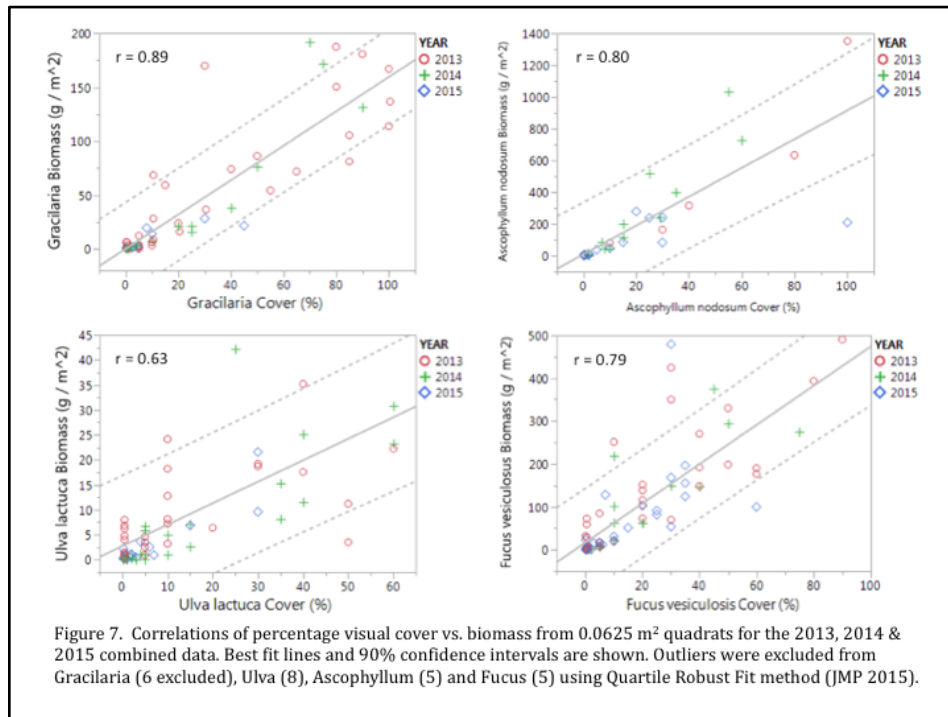 r = 0.89
200
150
100
50
0
Gracilaria Biomass (g / m^2)
0 20 40 60 80 100
Gracilaria Cover (%)
YEAR
2013
2014
2015
r = 0.80
1400
1200
1000
800
600
400
200
0
Ascophyllum nodosum Biomass (g / m^2)
0 20 40 60 80 100
Ascophyllum nodosum Cover (%)
YEAR
2013
2014
2015
r = 0.63
45
40
35
30
25
20
15
10
5
0
Ulva lactuca Biomass (g / m^2)
0 10 20 30 40 50 60
Ulva lactuca Cover (%)
YEAR
2013
2014
2015
r = 0.79
500
400
300
200
100
0
Fucus vesiculosus Biomass (g / m^2)
0 20 40 60 80 100
Fucus vesiculosis Cover (%)
YEAR
2013
2014
2015
Figure 7. Correlations of percentage visual cover vs. biomass from 0.0625 m² quadrats for the 2013, 2014 &
2015 combined data. Best fit lines and 90% confidence intervals are shown. Outliers were excluded from
Gracilaria (6 excluded), Ulva (8), Ascophyllum (5) and Fucus (5) using Quartile Robust Fit method (JMP 2015).